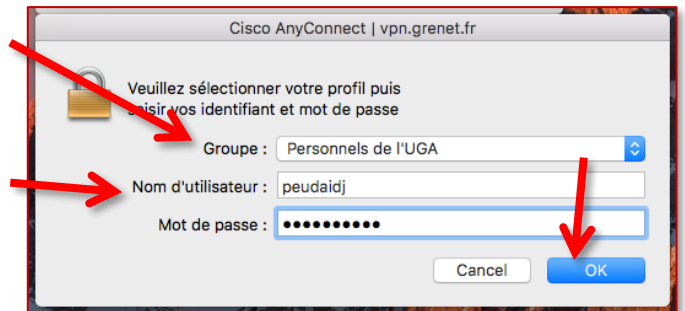 Cisco AnyConnect | vpn.grenet.fr
Veuillez sélectionner votre profil puis
saisir vos identifiant et mot de passe
Groupe : Personnels de l'UGA
Nom d'utilisateur : peudaidj
Mot de passe : ●●●●●●●●●●
Cancel OK